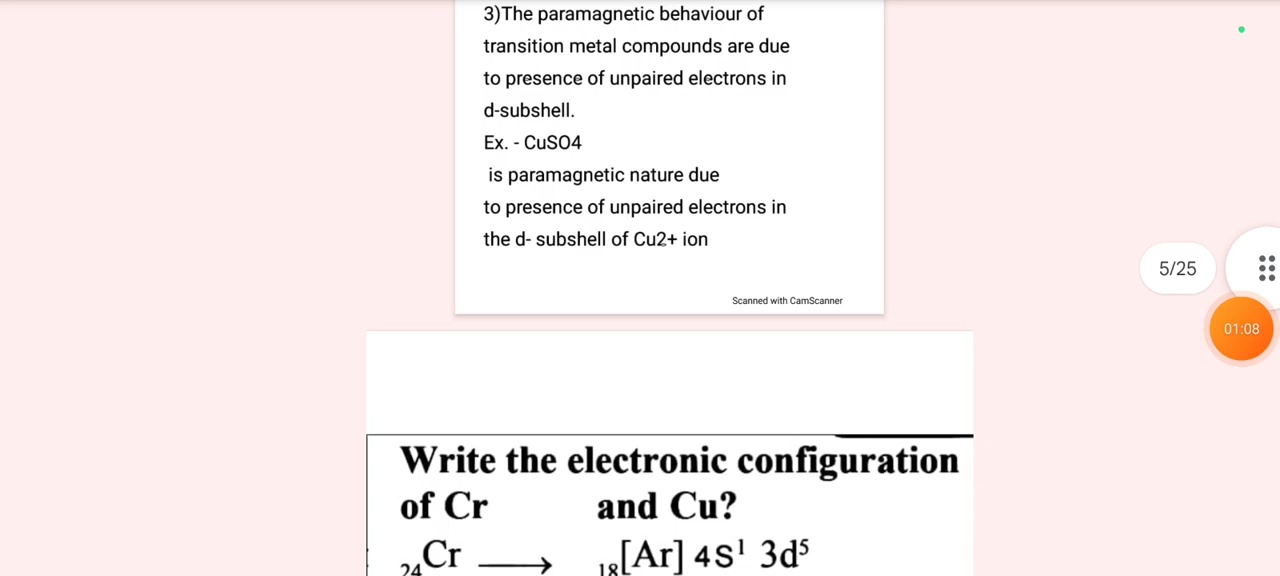 3)The paramagnetic behaviour of
transition metal compounds are due
to presence of unpaired electrons in
d-subshell.
Ex. - CuSO4
is paramagnetic nature due
to presence of unpaired electrons in
the d- subshell of Cu2+ ion
Scanned with CamScanner
5/25
01:08
Write the electronic configuration
of Cr and Cu?
₂₄Cr ⟶ ₁₈[Ar] 4S¹ 3d⁵